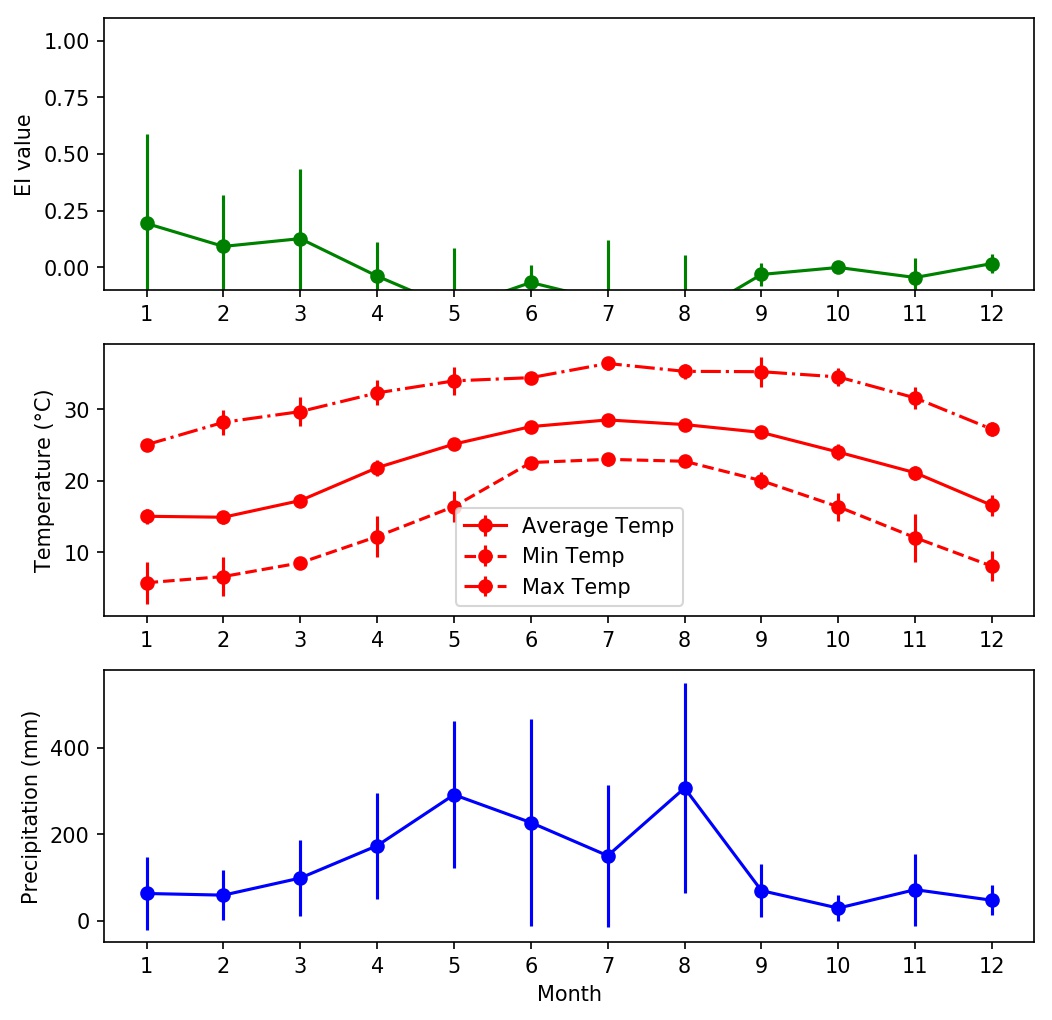 EI value
1.00
0.75
0.50
0.25
0.00
1 2 3 4 5 6 7 8 9 10 11 12
Temperature (°C)
30
20
10
Average Temp
Min Temp
Max Temp
1 2 3 4 5 6 7 8 9 10 11 12
Precipitation (mm)
400
200
0
1 2 3 4 5 6 7 8 9 10 11 12
Month